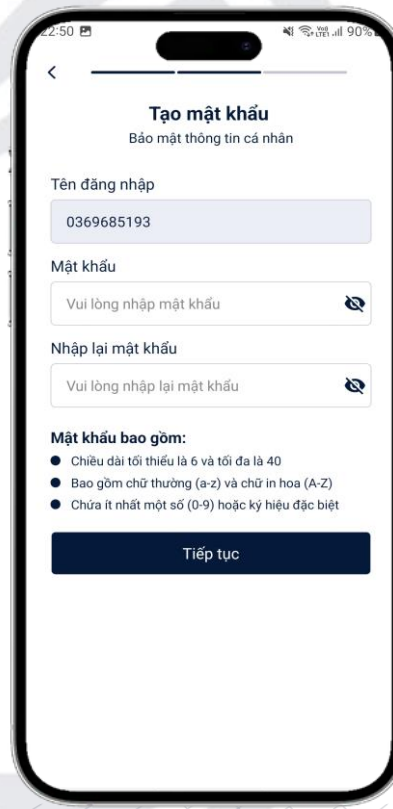 22:50 90%
Tạo mật khẩu
Bảo mật thông tin cá nhân
Tên đăng nhập
0369685193
Mật khẩu
Vui lòng nhập mật khẩu
Nhập lại mật khẩu
Vui lòng nhập lại mật khẩu
Mật khẩu bao gồm:
Chiều dài tối thiểu là 6 và tối đa là 40
Bao gồm chữ thường (a-z) và chữ in hoa (A-Z)
Chứa ít nhất một số (0-9) hoặc ký hiệu đặc biệt
Tiếp tục